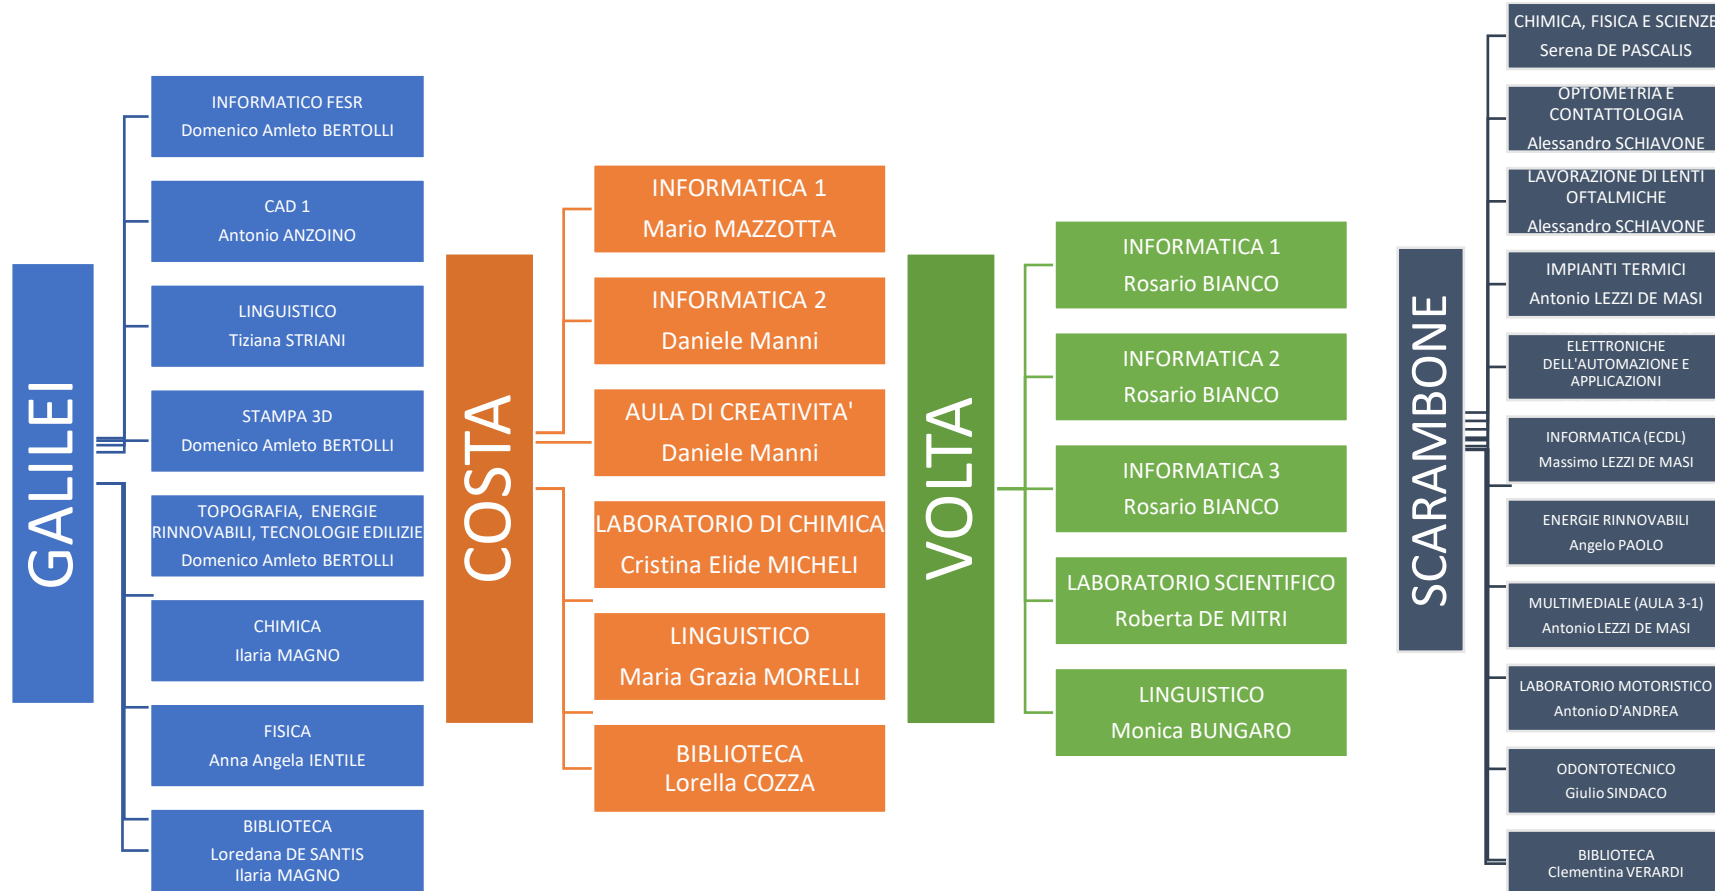 GALILEI
INFORMATICO FESR
Domenico Amleto BERTOLLI
CAD 1
Antonio ANZOINO
LINGUISTICO
Tiziana STRIANI
STAMPA 3D
Domenico Amleto BERTOLLI
TOPOGRAFIA, ENERGIE
RINNOVABILI, TECNOLOGIE EDILIZIE
Domenico Amleto BERTOLLI
CHIMICA
Ilaria MAGNO
FISICA
Anna Angela IENTILE
BIBLIOTECA
Loredana DE SANTIS
Ilaria MAGNO
COSTA
INFORMATICA 1
Mario MAZZOTTA
INFORMATICA 2
Daniele Manni
AULA DI CREATIVITA'
Daniele Manni
LABORATORIO DI CHIMICA
Cristina Elide MICHELI
LINGUISTICO
Maria Grazia MORELLI
BIBLIOTECA
Lorella COZZA
VOLTA
INFORMATICA 1
Rosario BIANCO
INFORMATICA 2
Rosario BIANCO
INFORMATICA 3
Rosario BIANCO
LABORATORIO SCIENTIFICO
Roberta DE MITRI
LINGUISTICO
Monica BUNGARO
SCARAMBONE
CHIMICA, FISICA E SCIENZE
Serena DE PASCALIS
OPTOMETRIA E
CONTATTOLOGIA
Alessandro SCHIAVONE
LAVORAZIONE DI LENTI
OFTALMICHE
Alessandro SCHIAVONE
IMPIANTI TERMICI
Antonio LEZZI DE MASI
ELETTRONICHE
DELL'AUTOMAZIONE E
APPLICAZIONI
INFORMATICA (ECDL)
Massimo LEZZI DE MASI
ENERGIE RINNOVABILI
Angelo PAOLO
MULTIMEDIALE (AULA 3-1)
Antonio LEZZI DE MASI
LABORATORIO MOTORISTICO
Antonio D'ANDREA
ODONTOTECNICO
Giulio SINDACO
BIBLIOTECA
Clementina VERARDI